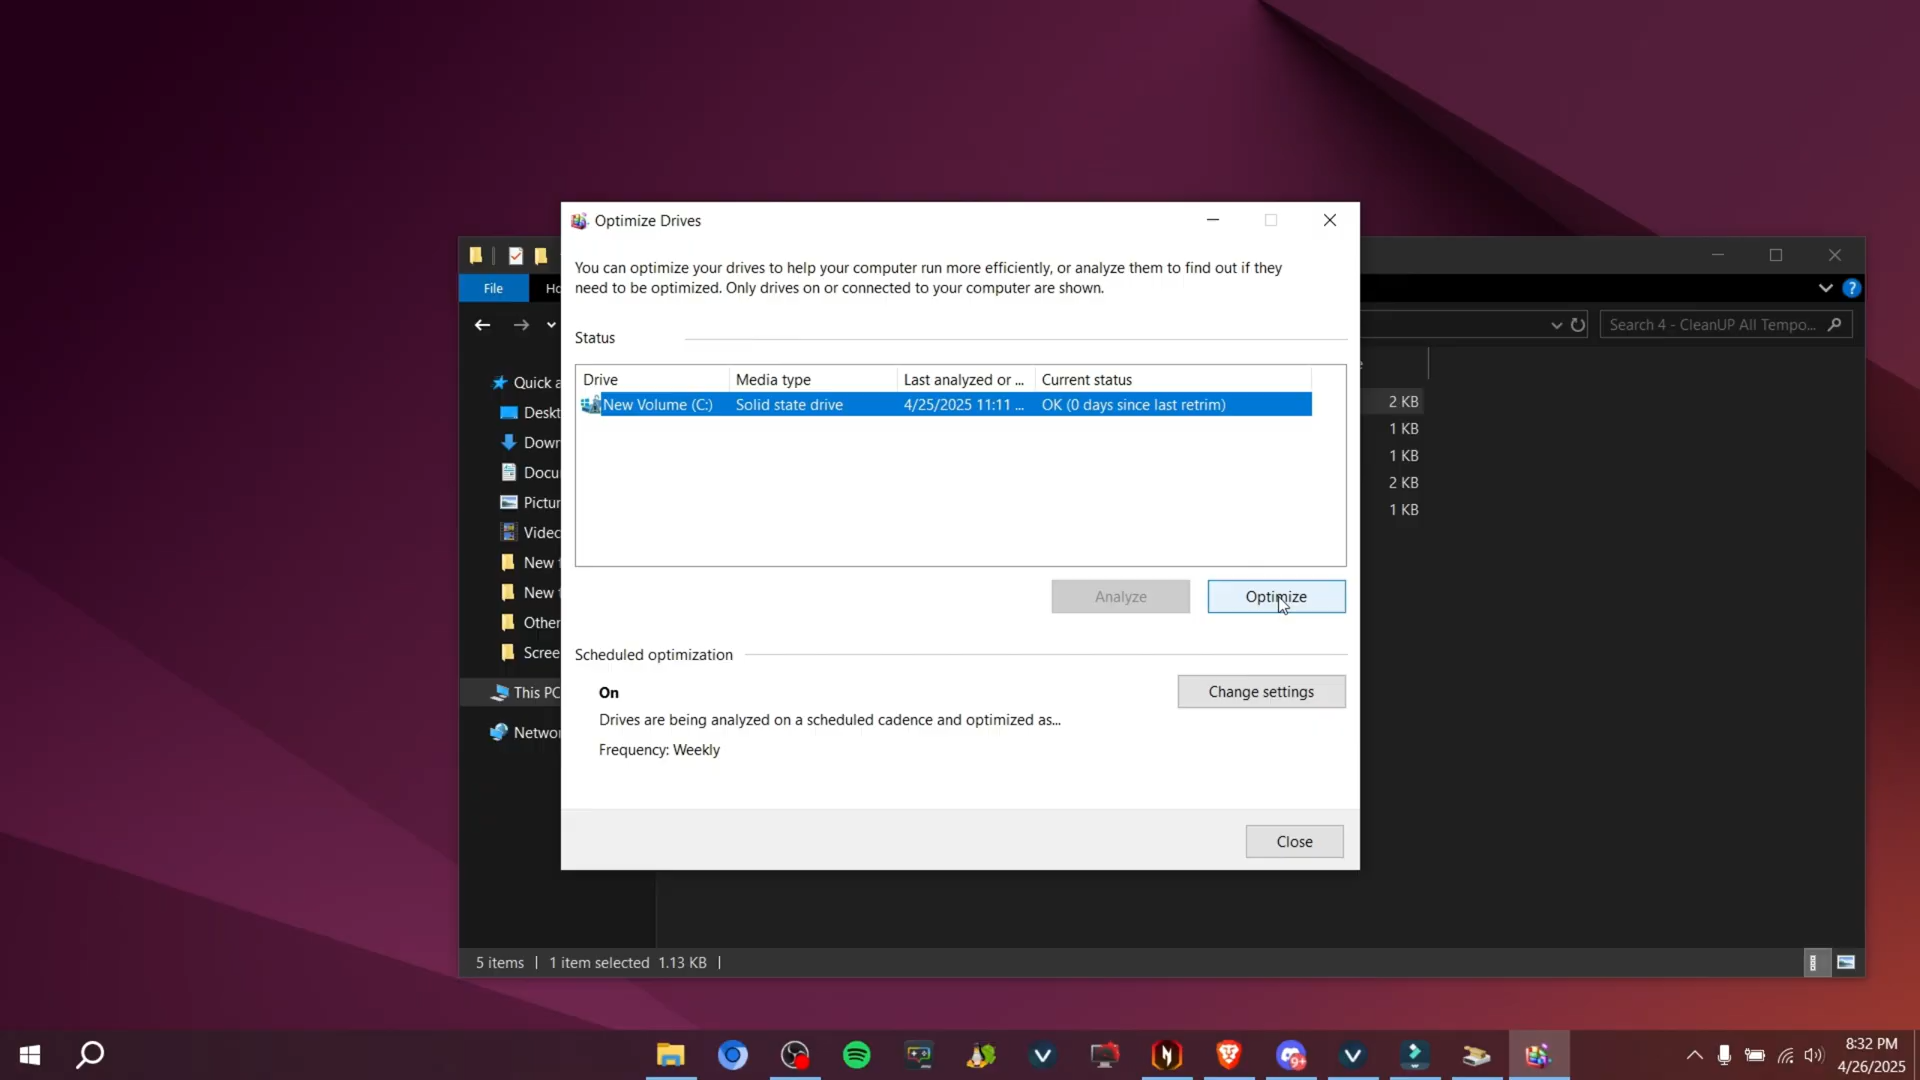 Optimize Drives
You can optimize your drives to help your computer run more efficiently, or analyze them to find out if they
need to be optimized. Only drives on or connected to your computer are shown.
Status
Drive Media type Last analyzed or ... Current status
New Volume (C:) Solid state drive 4/25/2025 11:11 ... OK (0 days since last retrim)
Analyze Optimize
Scheduled optimization
On
Change settings
Drives are being analyzed on a scheduled cadence and optimized as...
Frequency: Weekly
Close
File
Search 4 - CleanUP All Tempo...
Quick
2 KB
1 KB
1 KB
2 KB
1 KB
Deskt
Down
Docu
Pictur
Video
New
New
Other
Scree
This PC
Netwo
5 items | 1 item selected 1.13 KB |
9+
8:32 PM
4/26/2025